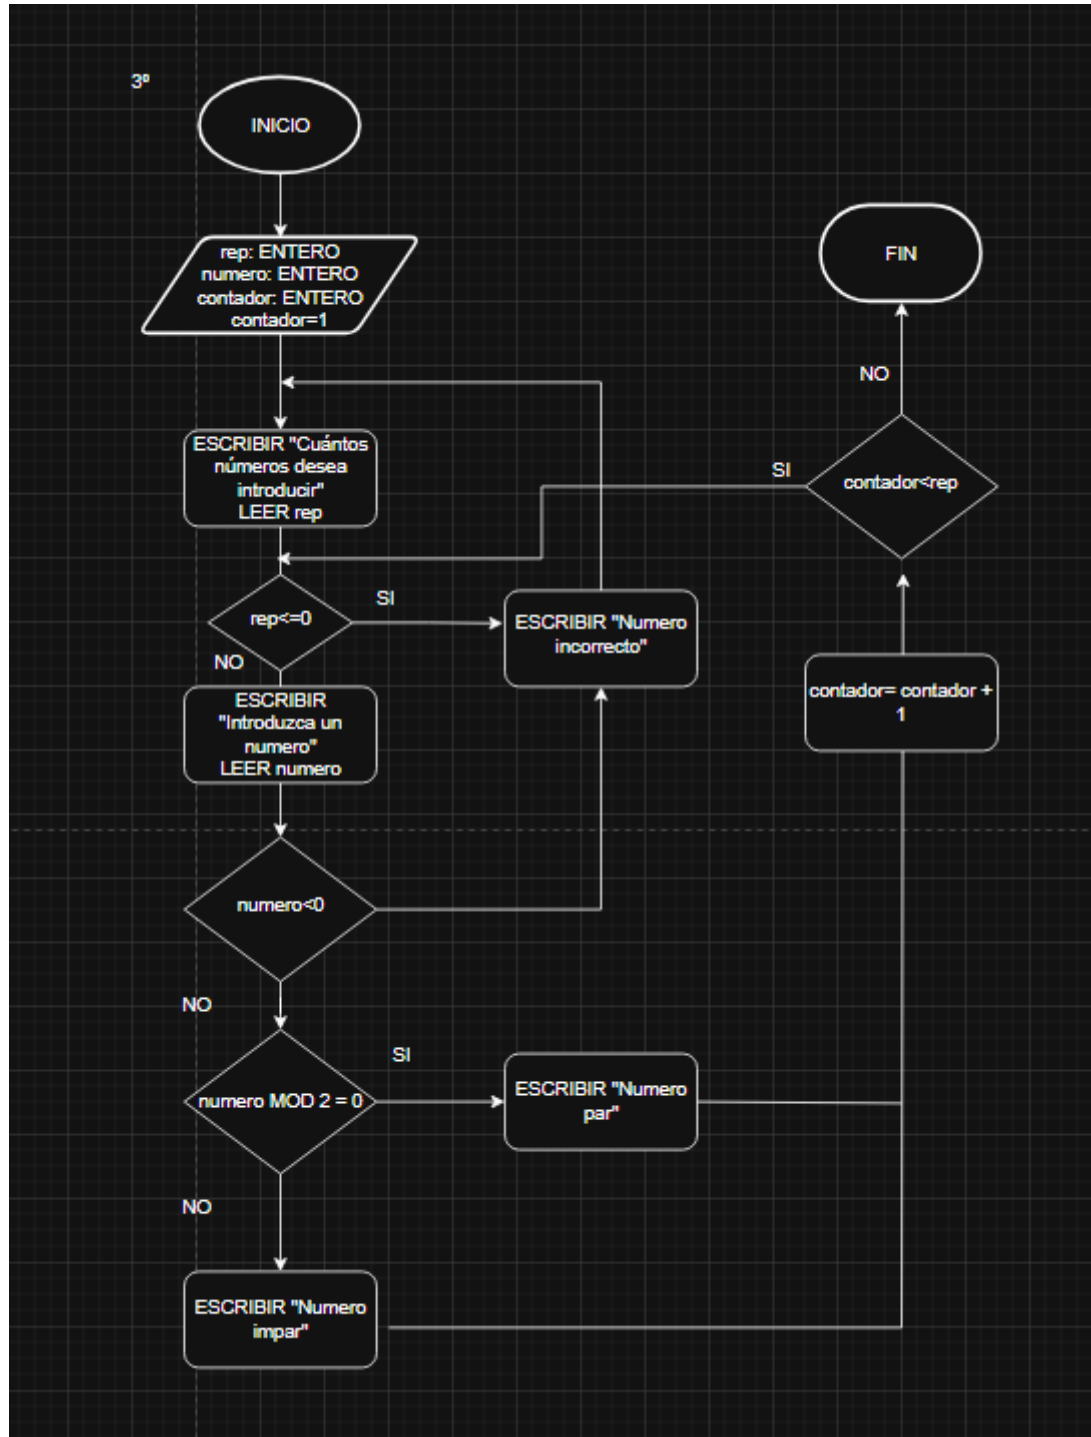 3º
INICIO
rep: ENTERO
numero: ENTERO
contador: ENTERO
contador=1
ESCRIBIR "Cuántos
números desea
introducir"
LEER rep
rep<=0
SI
NO
ESCRIBIR "Numero
incorrecto"
ESCRIBIR
"Introduzca un
numero"
LEER numero
numero<0
NO
numero MOD 2 = 0
SI
ESCRIBIR "Numero
par"
NO
ESCRIBIR "Numero
impar"
contador= contador +
1
contador<rep
SI
NO
FIN